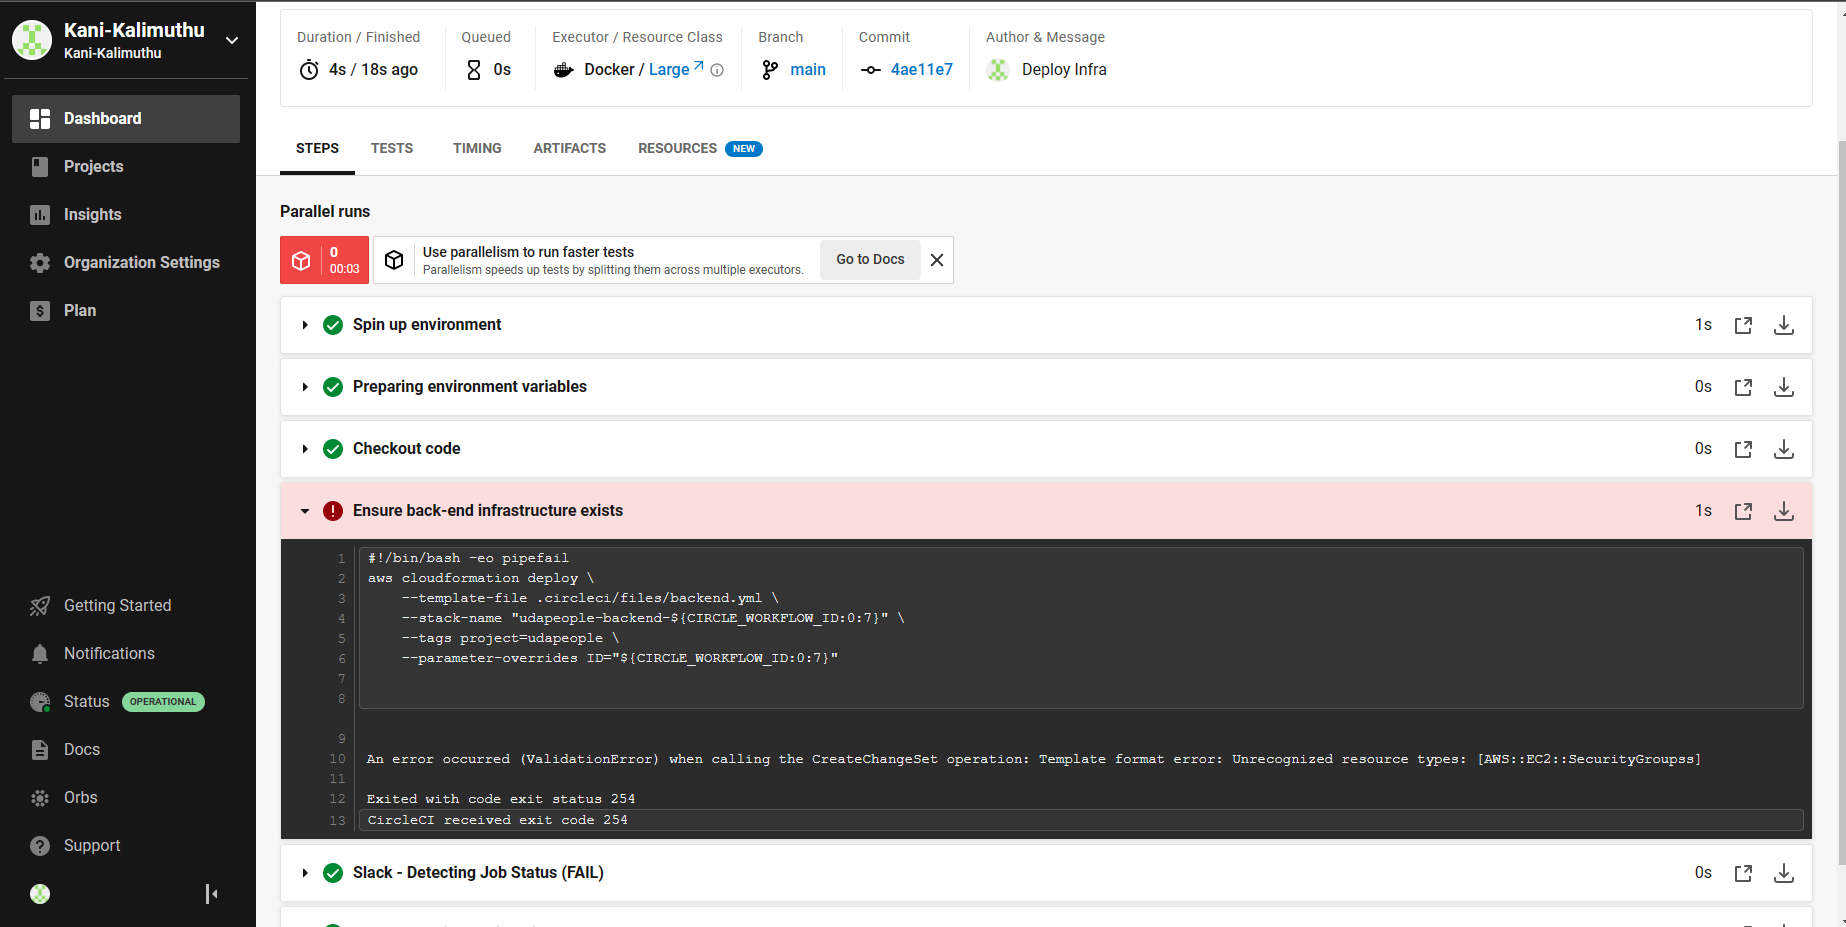 Kani-Kalimuthu
Kani-Kalimuthu
Dashboard
Projects
Insights
Organization Settings
Plan
Getting Started
Notifications
Status OPERATIONAL
Docs
Orbs
Support
Duration / Finished
4s / 18s ago
Queued
0s
Executor / Resource Class
Docker / Large
Branch
main
Commit
4ae11e7
Author & Message
Deploy Infra
STEPS TESTS TIMING ARTIFACTS RESOURCES NEW
Parallel runs
0
00:03
Use parallelism to run faster tests
Parallelism speeds up tests by splitting them across multiple executors.
Go to Docs
Spin up environment 1s
Preparing environment variables 0s
Checkout code 0s
Ensure back-end infrastructure exists 1s
1 #!/bin/bash -eo pipefail
2 aws cloudformation deploy \
3 --template-file .circleci/files/backend.yml \
4 --stack-name "udapeople-backend-${CIRCLE_WORKFLOW_ID:0:7}" \
5 --tags project=udapeople \
6 --parameter-overrides ID="${CIRCLE_WORKFLOW_ID:0:7}"
7
8
9
10 An error occurred (ValidationError) when calling the CreateChangeSet operation: Template format error: Unrecognized resource types: [AWS::EC2::SecurityGroupss]
11
12 Exited with code exit status 254
13 CircleCI received exit code 254
Slack - Detecting Job Status (FAIL) 0s